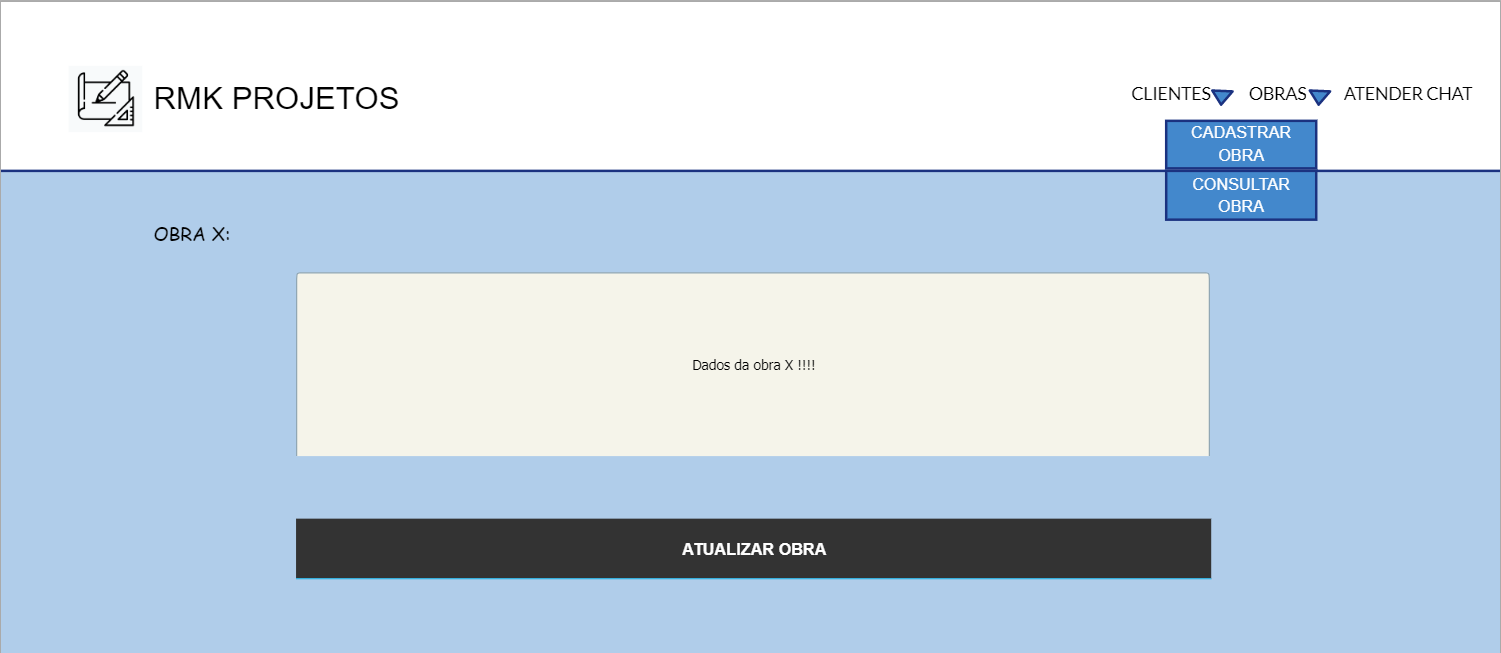 RMK PROJETOS
CLIENTES OBRAS ATENDER CHAT
CADASTRAR
OBRA
CONSULTAR
OBRA
OBRA X:
Dados da obra X !!!!
ATUALIZAR OBRA